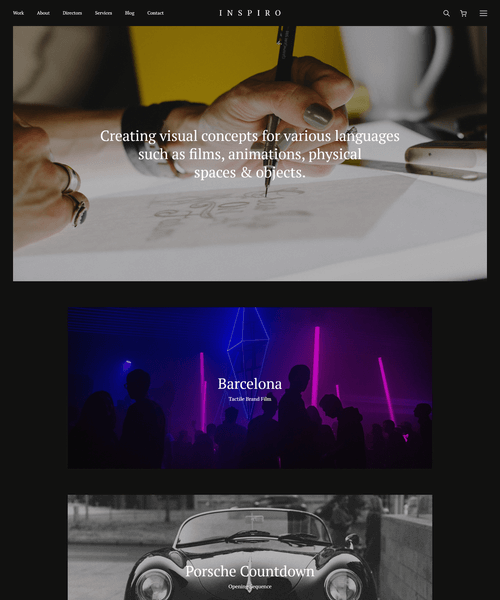 Work About Directors Services Blog Contact
INSPIRO
Creating visual concepts for various languages
such as films, animations, physical
spaces & objects.
Barcelona
Tactile Brand Film
Porsche Countdown
Opening Sequence